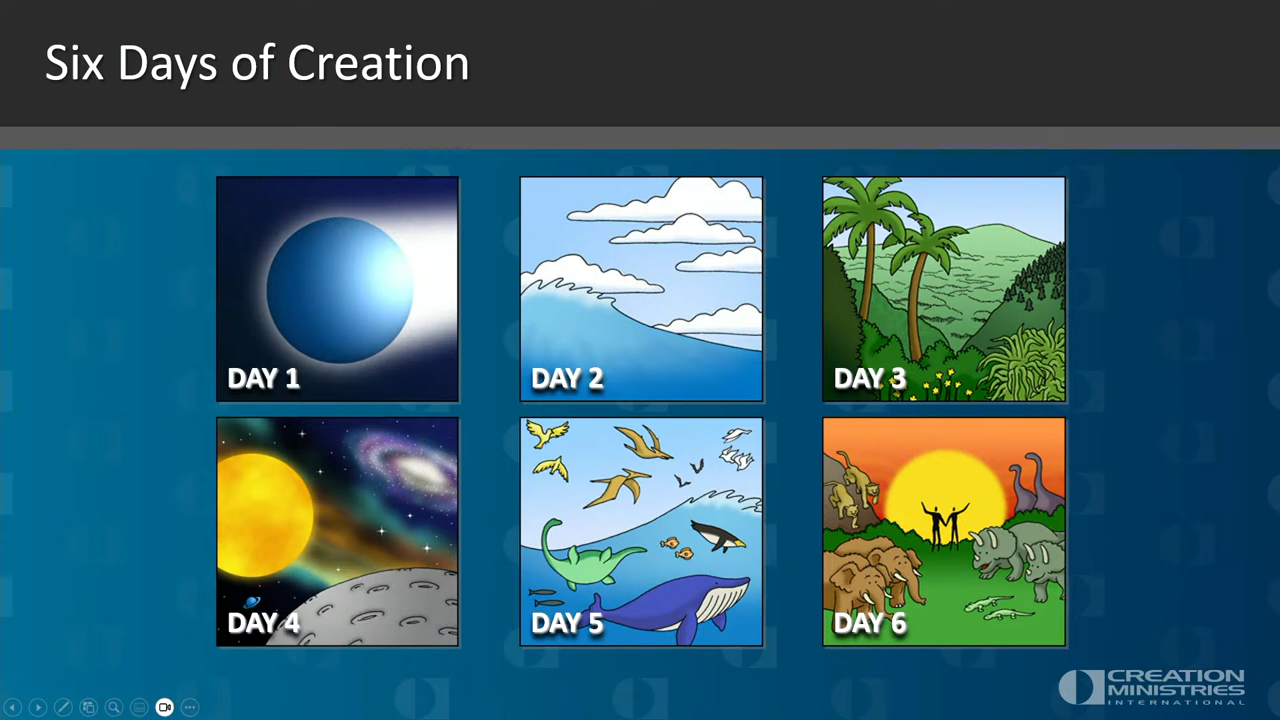 Six Days of Creation
DAY 1
DAY 2
DAY 3
DAY 4
DAY 5
DAY 6
CREATION
MINISTRIES
INTERNATIONAL